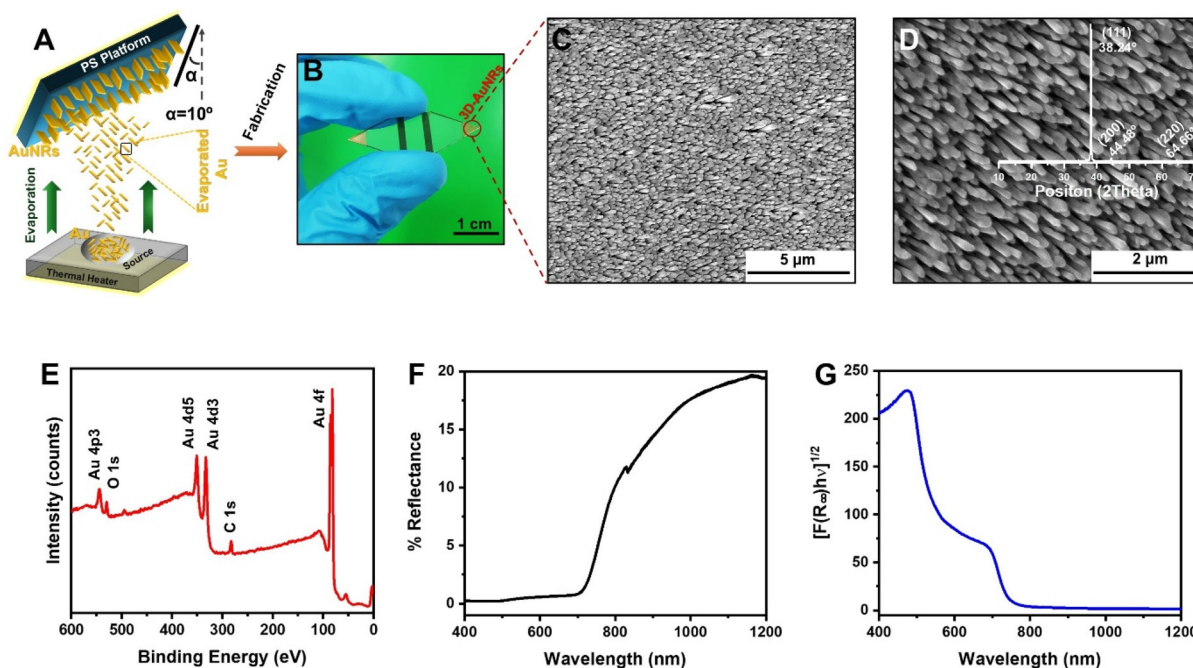 A
PS Platform
α
α=10º
AuNRs
Evaporated
Au
Evaporation
Au
Source
Thermal Heater
Fabrication
B
3D-AuNRs
1 cm
C
5 µm
D
(111)
38.24º
(200)
44.48º
(220)
64.66º
10 20 30 40 50 60
Positon (2Theta)
2 µm
E
Intensity (counts)
Au 4p3
O 1s
Au 4d5
Au 4d3
C 1s
Au 4f
600 500 400 300 200 100 0
Binding Energy (eV)
F
% Reflectance
20
15
10
5
0
400 600 800 1000 1200
Wavelength (nm)
G
[F(R∞)hν]1/2
250
200
150
100
50
0
400 600 800 1000 1200
Wavelength (nm)